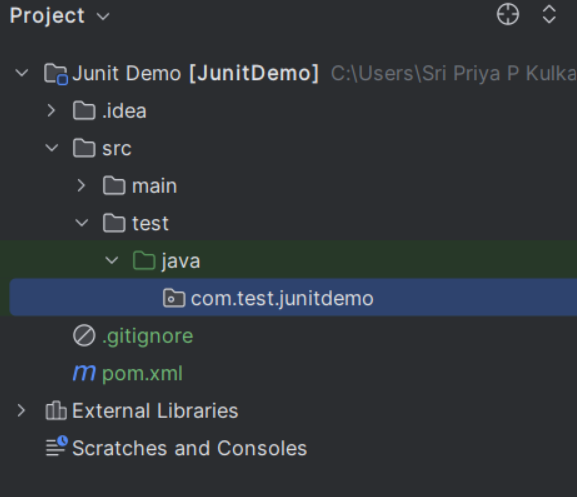 Project
Junit Demo [JunitDemo] C:\Users\Sri Priya P Kulka
.idea
src
main
test
java
com.test.junitdemo
.gitignore
m pom.xml
External Libraries
Scratches and Consoles